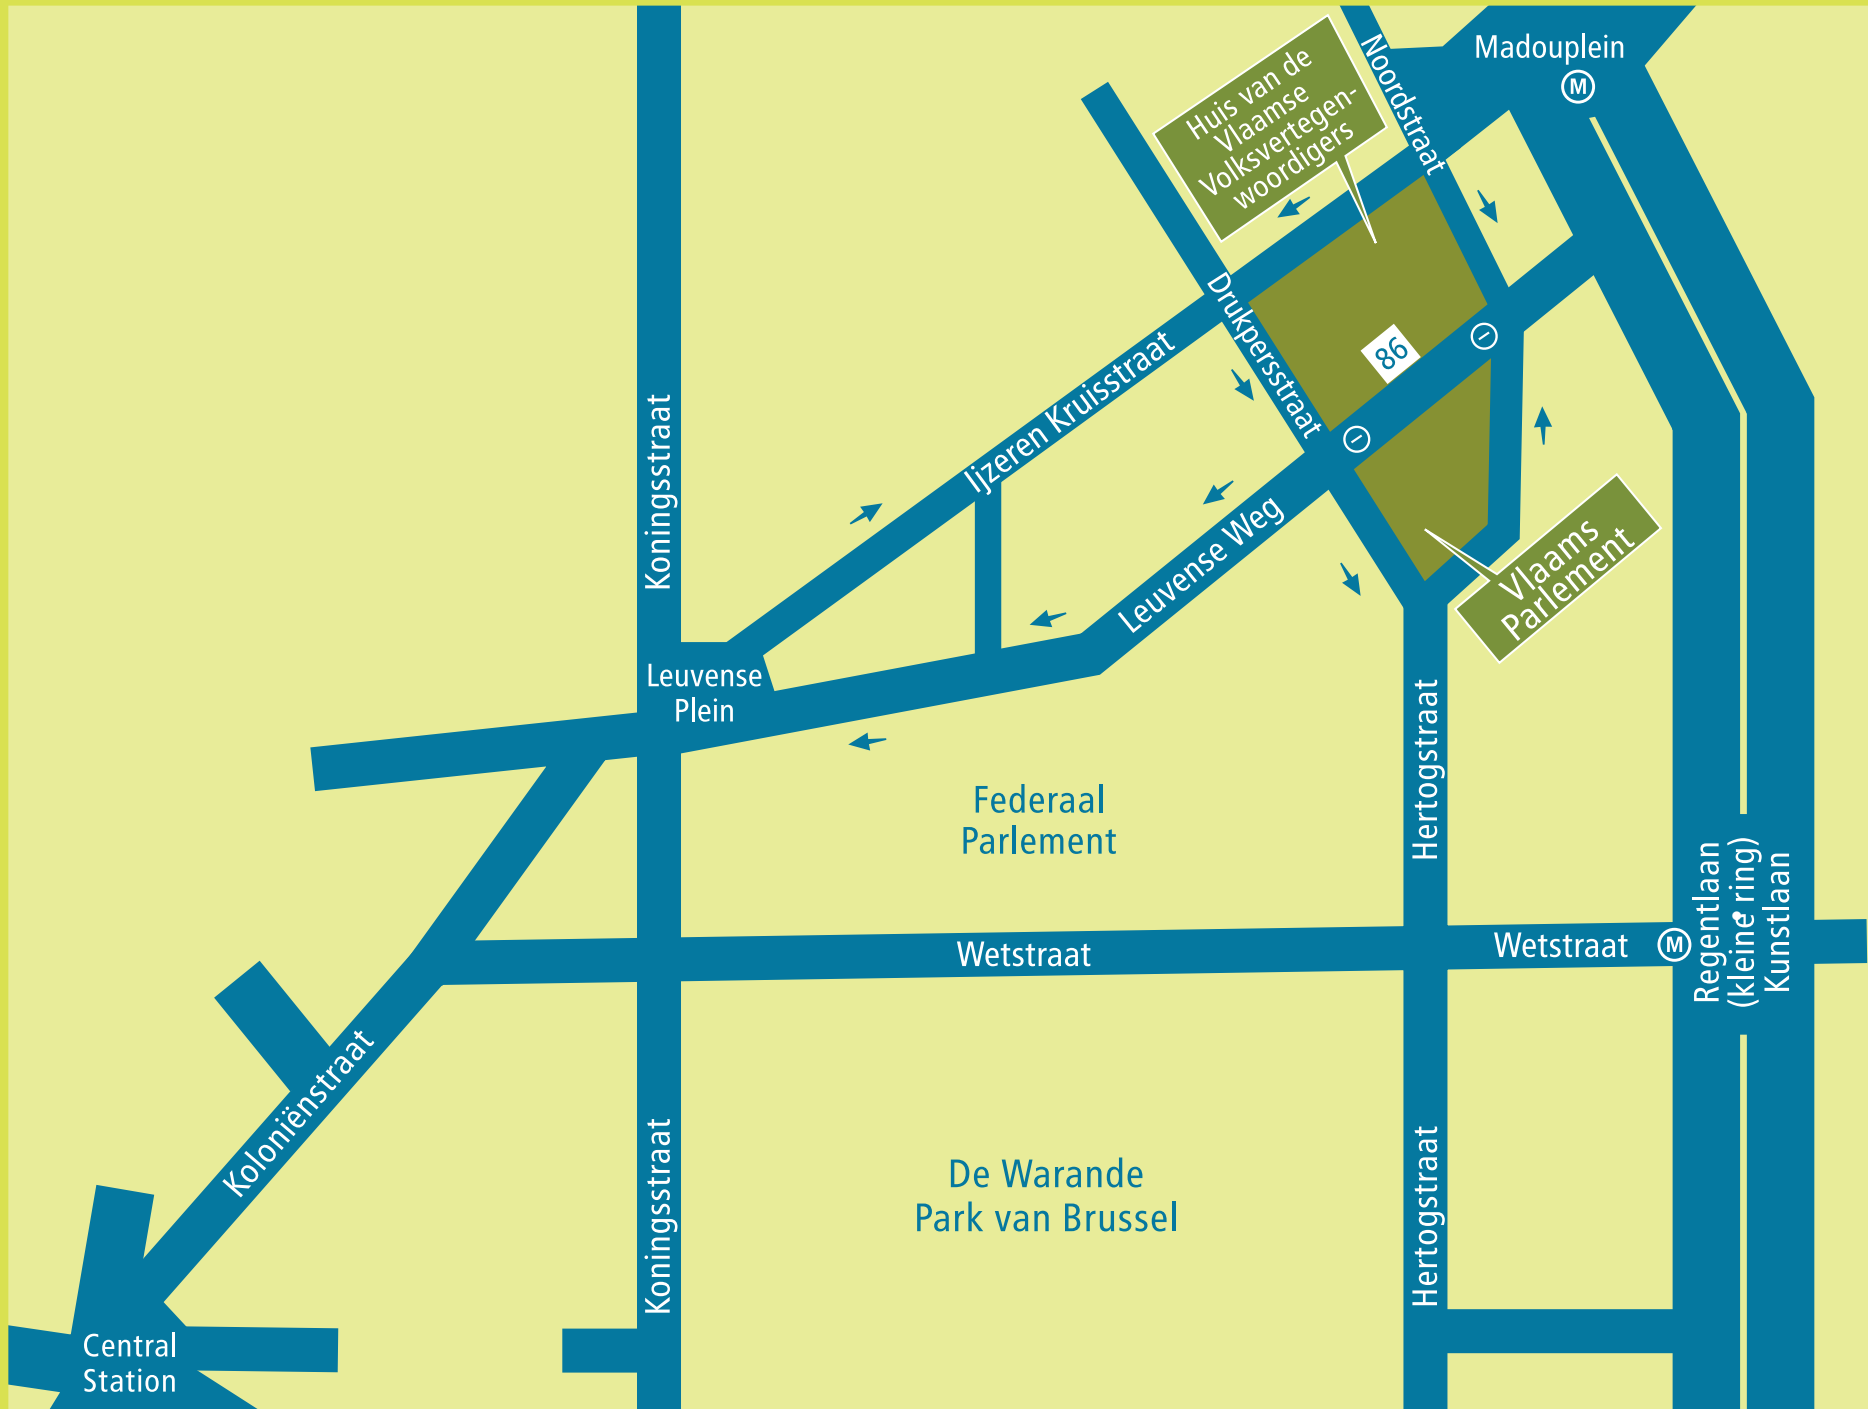 Madouplein
M
Noordstraat
Huis van de
Vlaamse
Volksvertegen-
woordigers
Drukpersstraat
86
Ijzeren Kruisstraat
Koningsstraat
Leuvense Weg
Vlaams
Parlement
Leuvense
Plein
Hertogstraat
Federaal
Parlement
Regentlaan
(kleine ring)
Kunstlaan
Wetstraat
Wetstraat
M
Koloniënstraat
De Warande
Park van Brussel
Koningsstraat
Hertogstraat
Central
Station